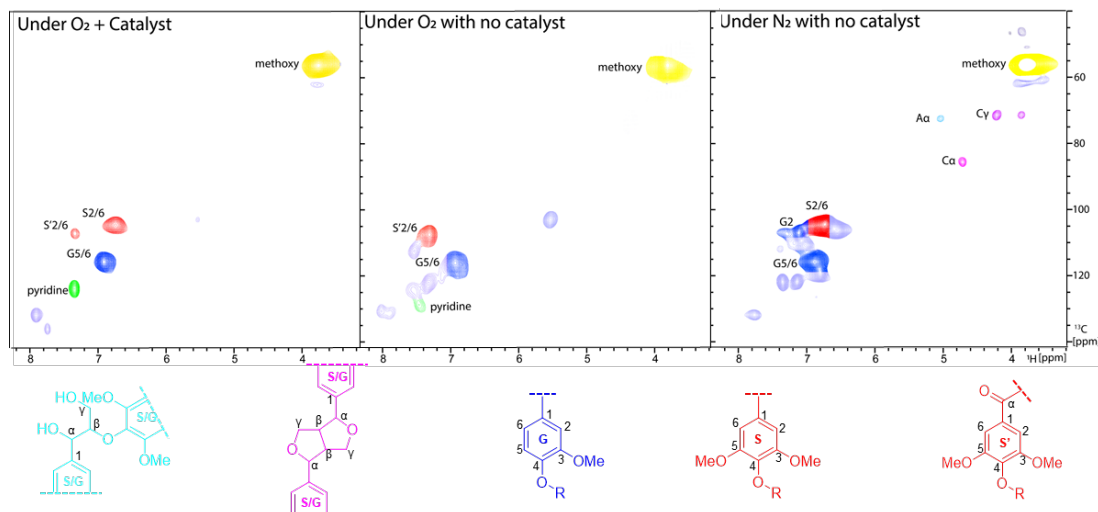 Under O₂ + Catalyst
Under O₂ with no catalyst
Under N₂ with no catalyst
methoxy
methoxy
methoxy
60
Aα
Cγ
80
Cα
100
S'2/6
S2/6
S'2/6
G2
S2/6
G5/6
G5/6
G5/6
120
pyridine
pyridine
¹³C
[ppm]
8 7 6 5 4
8 7 6 5 4
8 7 6 5 4 ¹H [ppm]
HO MeO S/G
γ
β
HO α O
OMe
1
S/G
S/G
1
γ β α
O
O
α β γ
S/G
1
6 2
G
5 3 OMe
4
O-R
1
6 2
S
MeO 5 3 OMe
4
O-R
O
α
1
6 2
S'
MeO 5 3 OMe
4
O
R